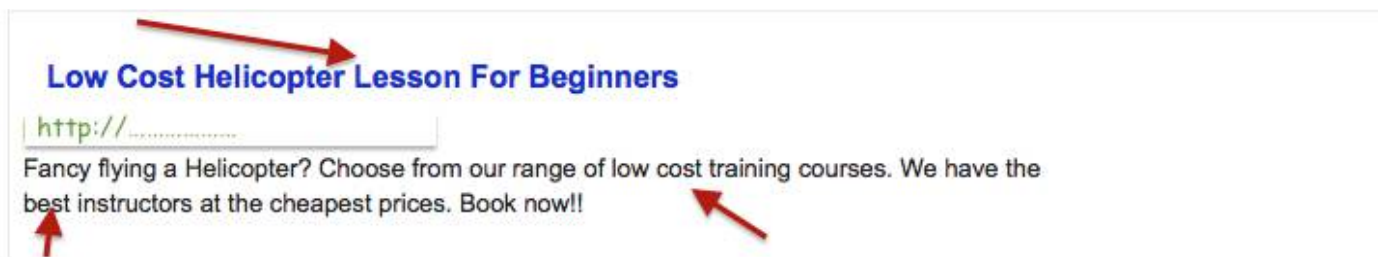 Low Cost Helicopter Lesson For Beginners
http://..................
Fancy flying a Helicopter? Choose from our range of low cost training courses. We have the
best instructors at the cheapest prices. Book now!!